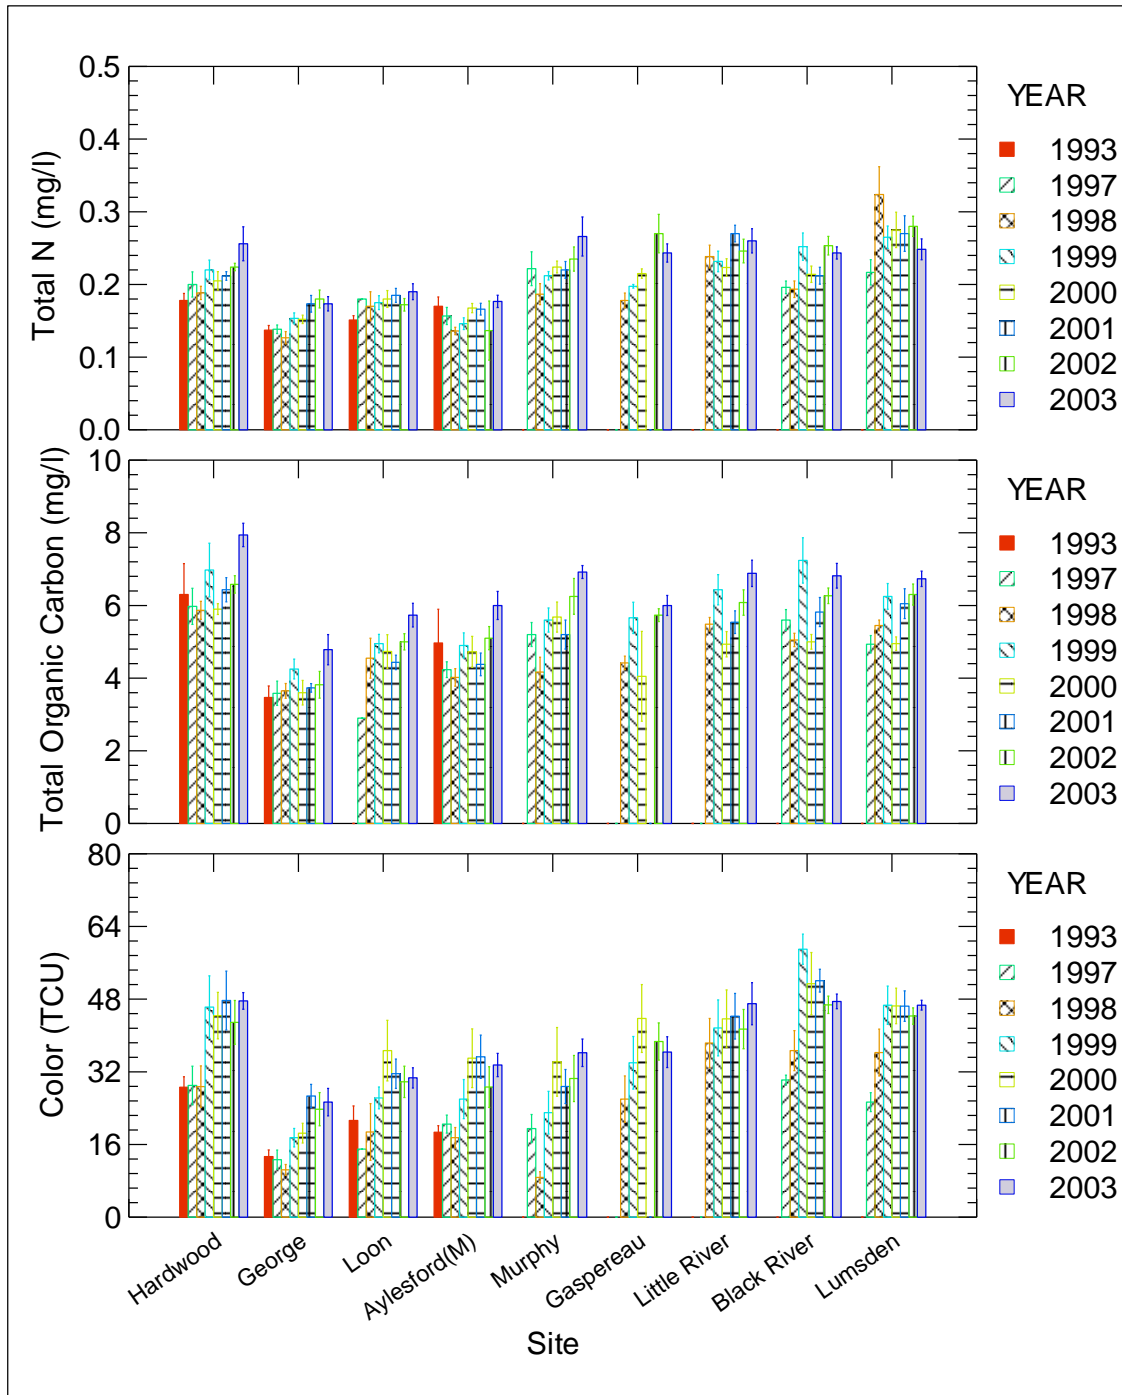 Total N (mg/l)
0.5
0.4
0.3
0.2
0.1
0.0
YEAR
1993
1997
1998
1999
2000
2001
2002
2003
Total Organic Carbon (mg/l)
10
8
6
4
2
0
YEAR
1993
1997
1998
1999
2000
2001
2002
2003
Color (TCU)
80
64
48
32
16
0
YEAR
1993
1997
1998
1999
2000
2001
2002
2003
Hardwood
George
Loon
Aylesford(M)
Murphy
Gaspereau
Little River
Black River
Lumsden
Site